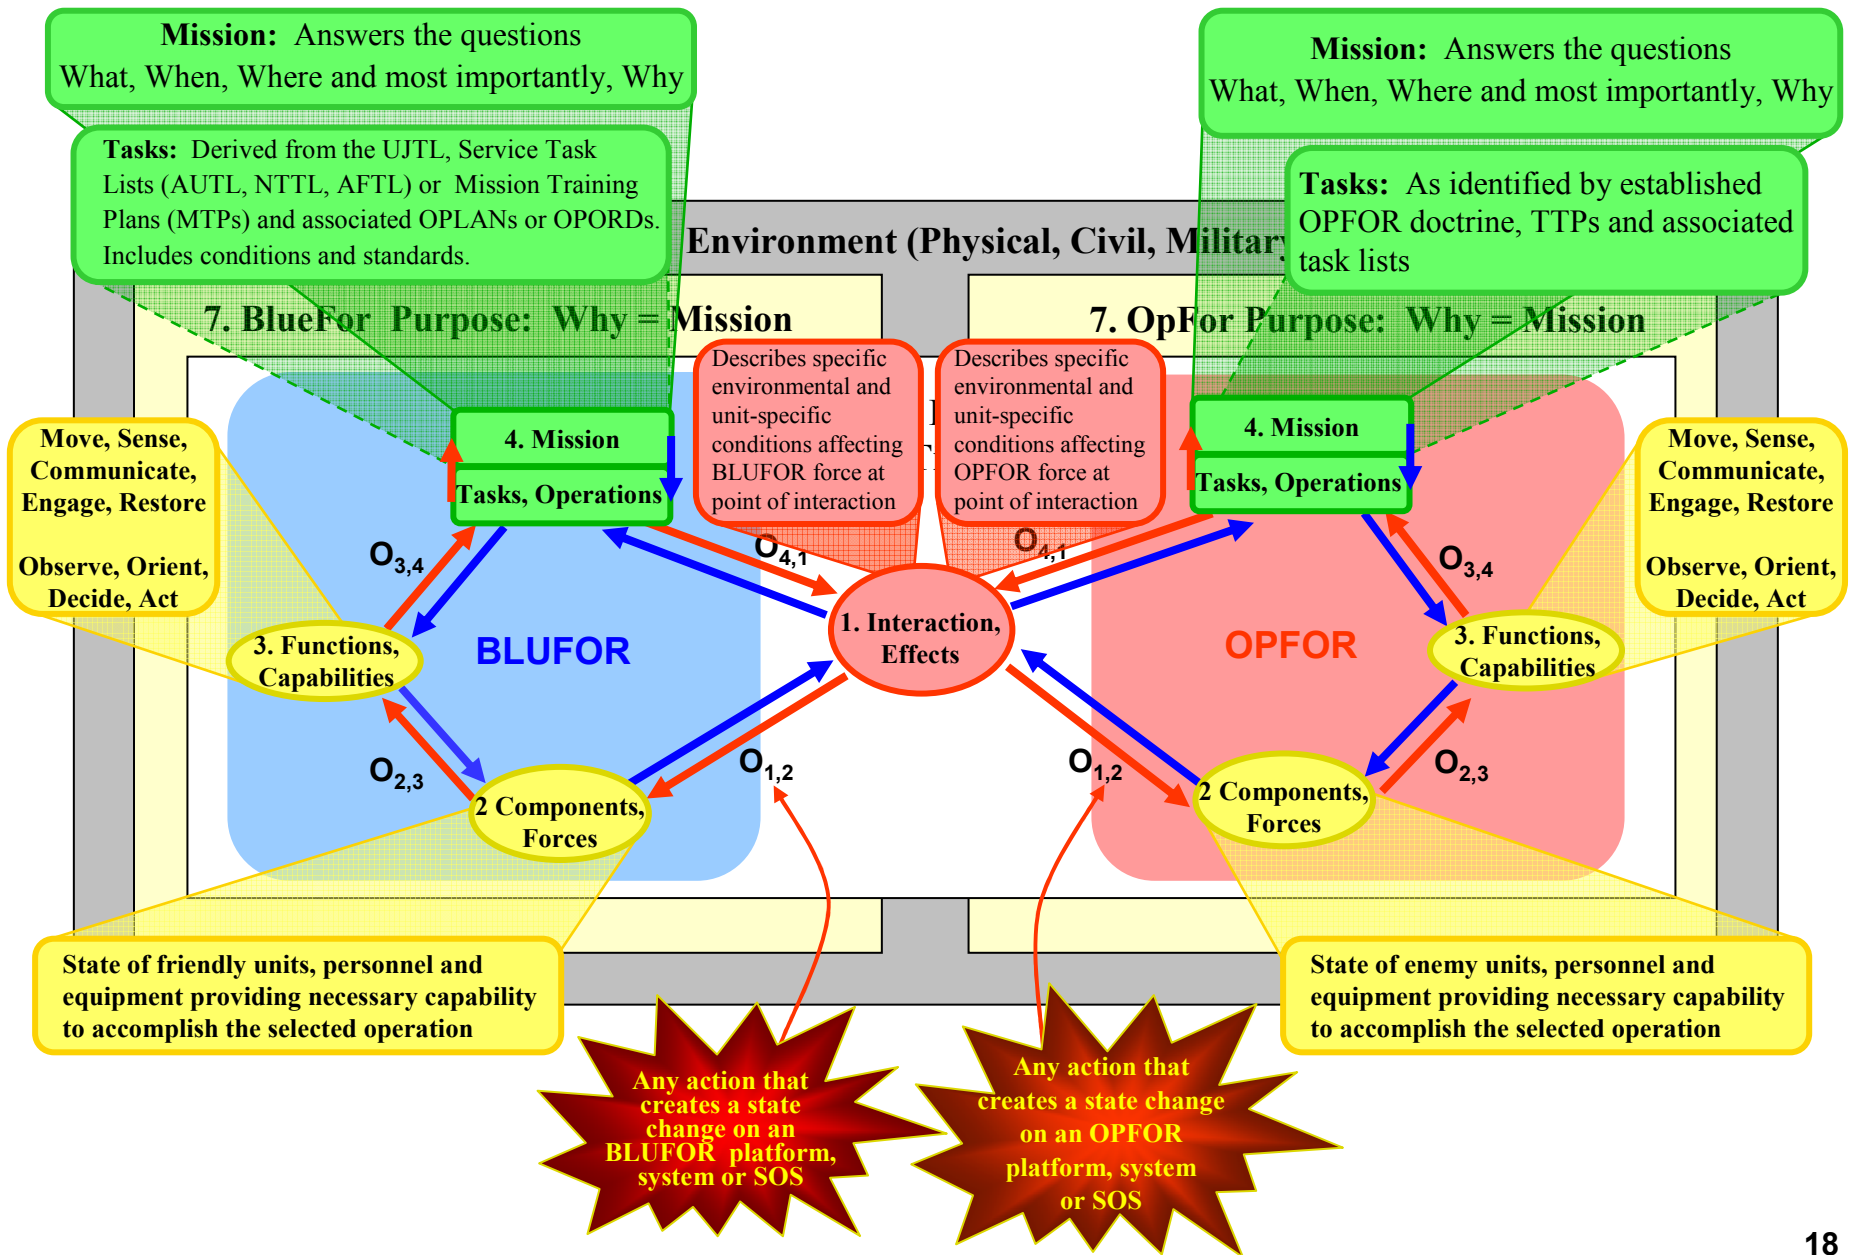 Mission: Answers the questions
What, When, Where and most importantly, Why
Mission: Answers the questions
What, When, Where and most importantly, Why
Tasks: Derived from the UJTL, Service Task
Lists (AUTL, NTTL, AFTL) or Mission Training
Plans (MTPs) and associated OPLANs or OPORDs.
Includes conditions and standards.
Tasks: As identified by established
OPFOR doctrine, TTPs and associated
task lists
Environment (Physical, Civil, Military
7. BlueFor Purpose: Why = Mission
7. OpFor Purpose: Why = Mission
Describes specific
environmental and
unit-specific
conditions affecting
BLUFOR force at
point of interaction
Describes specific
environmental and
unit-specific
conditions affecting
OPFOR force at
point of interaction
4. Mission
Tasks, Operations
4. Mission
Tasks, Operations
Move, Sense,
Communicate,
Engage, Restore
Observe, Orient,
Decide, Act
Move, Sense,
Communicate,
Engage, Restore
Observe, Orient,
Decide, Act
O3,4
O4,1
O4,1
O3,4
3. Functions,
Capabilities
BLUFOR
1. Interaction,
Effects
OPFOR
3. Functions,
Capabilities
O2,3
O1,2
O1,2
O2,3
2 Components,
Forces
2 Components,
Forces
State of friendly units, personnel and
equipment providing necessary capability
to accomplish the selected operation
State of enemy units, personnel and
equipment providing necessary capability
to accomplish the selected operation
Any action that
creates a state
change on an
BLUFOR platform,
system or SOS
Any action that
creates a state change
on an OPFOR
platform, system
or SOS
18